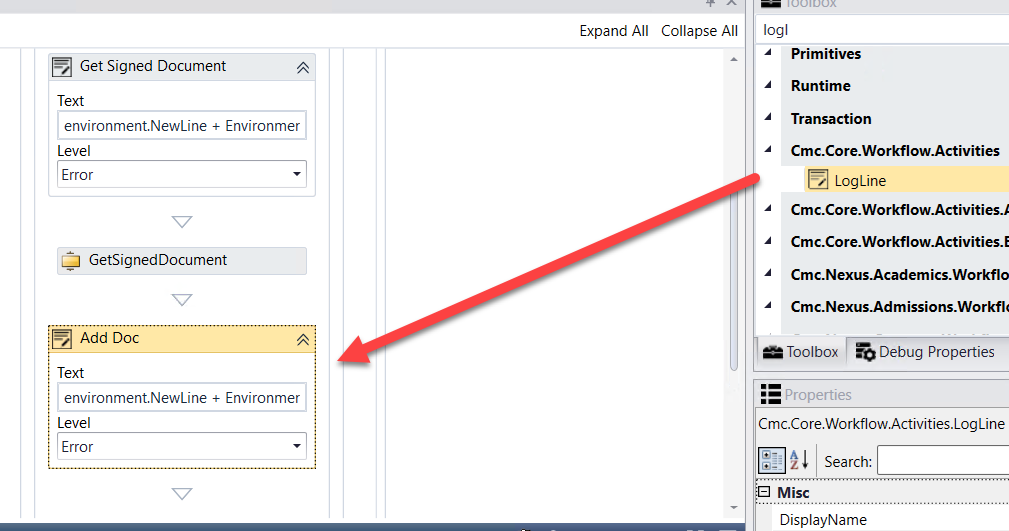 Toolbox
Expand All Collapse All
logl
Get Signed Document
Text
environment.NewLine + Environmer
Level
Error
GetSignedDocument
Add Doc
Text
environment.NewLine + Environmer
Level
Error
Primitives
Runtime
Transaction
Cmc.Core.Workflow.Activities
LogLine
Cmc.Core.Workflow.Activities.A
Cmc.Core.Workflow.Activities.E
Cmc.Nexus.Academics.Workflo
Cmc.Nexus.Admissions.Workflo
Toolbox Debug Properties
Properties
Cmc.Core.Workflow.Activities.LogLine
Search:
Misc
DisplayName